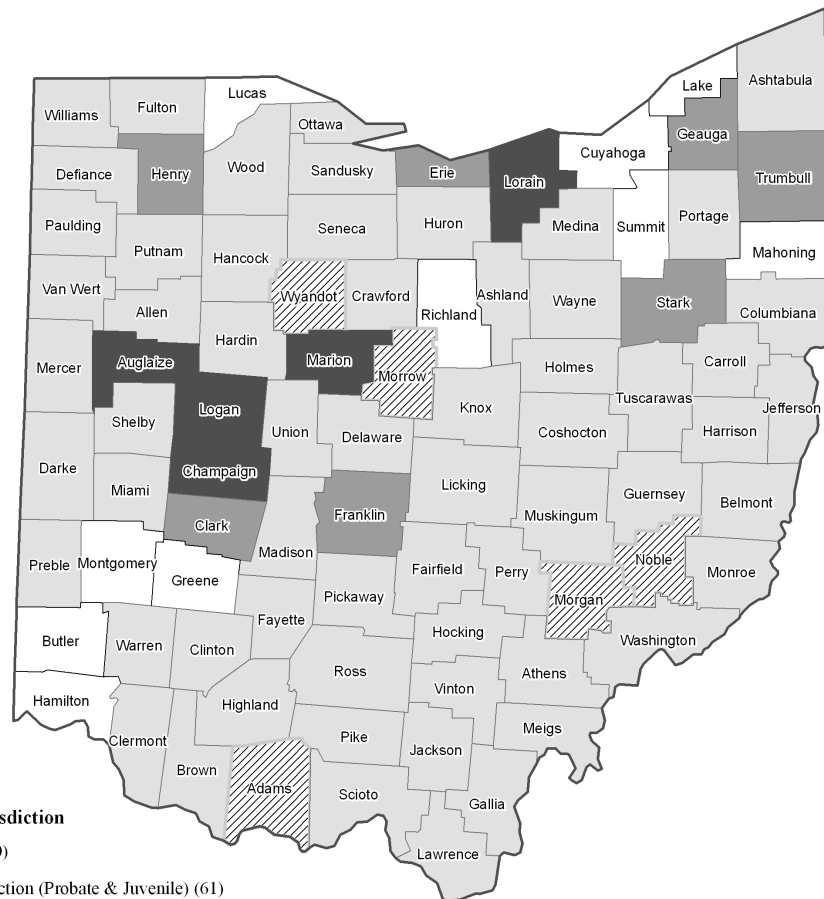 Lake
Ashtabula
Lucas
Williams
Fulton
Ottawa
Geauga
Cuyahoga
Wood
Sandusky
Erie
Lorain
Defiance
Henry
Trumbull
Paulding
Seneca
Huron
Medina
Summit
Portage
Putnam
Hancock
Mahoning
Van Wert
Wyandot
Crawford
Richland
Ashland
Wayne
Stark
Allen
Columbiana
Hardin
Mercer
Auglaize
Marion
Morrow
Holmes
Carroll
Tuscarawas
Logan
Knox
Jefferson
Shelby
Union
Delaware
Coshocton
Harrison
Darke
Champaign
Miami
Licking
Guernsey
Belmont
Clark
Franklin
Muskingum
Madison
Preble
Montgomery
Greene
Fairfield
Perry
Noble
Monroe
Morgan
Pickaway
Fayette
Butler
Warren
Clinton
Hocking
Washington
Ross
Athens
Hamilton
Highland
Vinton
Clermont
Pike
Jackson
Meigs
Brown
Adams
Scioto
Gallia
sdiction
)
Lawrence
ction (Probate & Juvenile) (61)